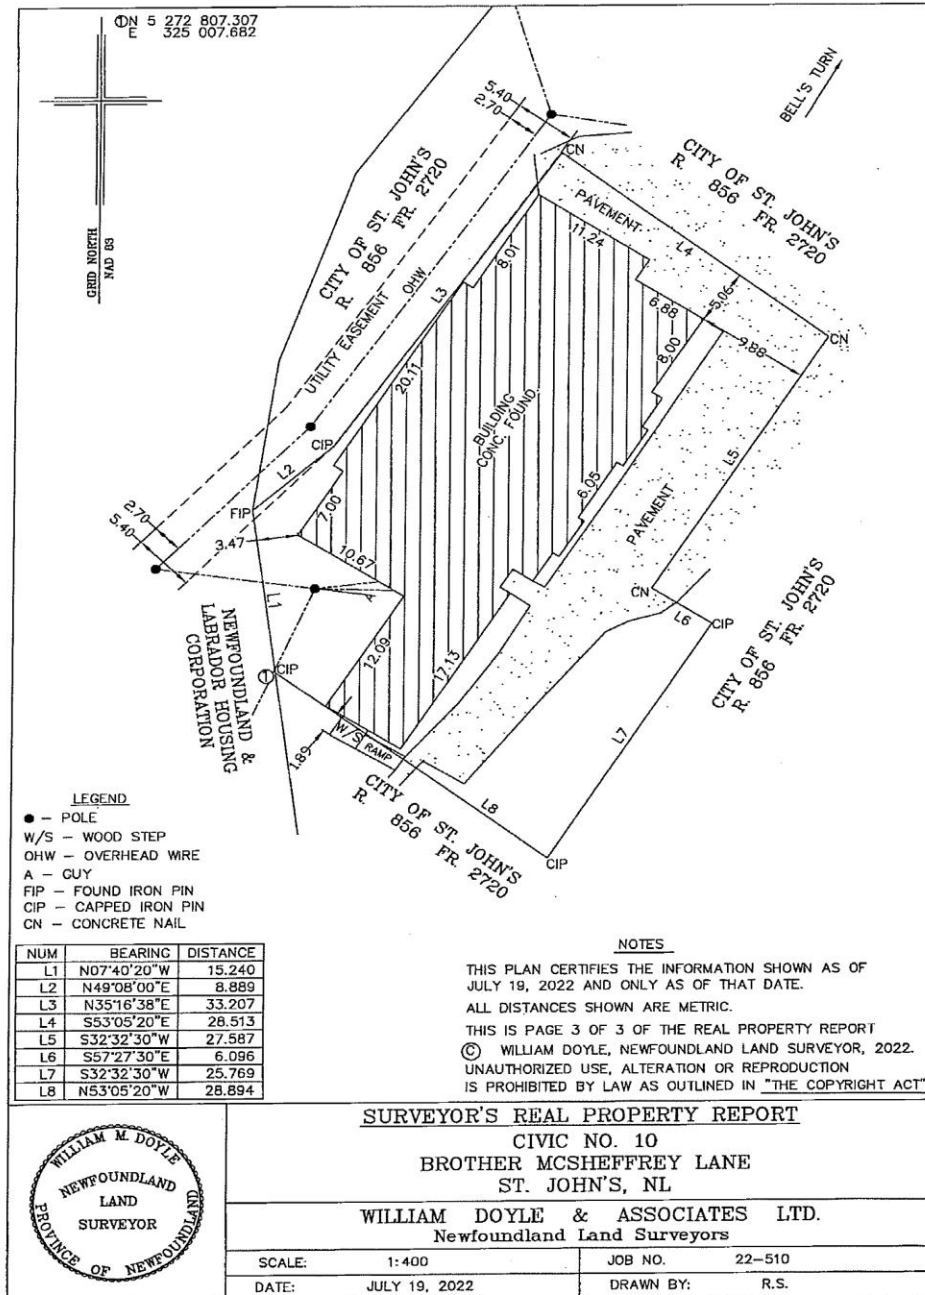 ① N 5 272 807.307
E 325 007.682
GRID NORTH
NAD 83
BELL'S TURN
5.40
2.70
CN
CITY OF ST. JOHN'S
R. 856 FR. 2720
CITY OF ST. JOHN'S
R. 856 FR. 2720
PAVEMENT
11.24
L4
UTILITY EASEMENT
OHW
L3
8.01
6.88
5.06
8.00
9.88
CN
20.11
BUILDING
CONC. FOUND.
CIP
L2
FIP
7.00
6.05
L5
PAVEMENT
2.70
5.40
3.47
10.67
L1
A
CN
L6
CIP
CITY OF ST. JOHN'S
R. 856 FR. 2720
NEWFOUNDLAND &
LABRADOR HOUSING
CORPORATION
① CIP
12.09
17.13
L7
1.89
W/S
RAMP
L8
CIP
CITY OF ST. JOHN'S
R. 856 FR. 2720
LEGEND
● – POLE
W/S – WOOD STEP
OHW – OVERHEAD WIRE
A – GUY
FIP – FOUND IRON PIN
CIP – CAPPED IRON PIN
CN – CONCRETE NAIL
NUM BEARING DISTANCE
L1 N07°40'20"W 15.240
L2 N49°08'00"E 8.889
L3 N35°16'38"E 33.207
L4 S53°05'20"E 28.513
L5 S32°32'30"W 27.587
L6 S57°27'30"E 6.096
L7 S32°32'30"W 25.769
L8 N53°05'20"W 28.894
NOTES
THIS PLAN CERTIFIES THE INFORMATION SHOWN AS OF
JULY 19, 2022 AND ONLY AS OF THAT DATE.
ALL DISTANCES SHOWN ARE METRIC.
THIS IS PAGE 3 OF 3 OF THE REAL PROPERTY REPORT
© WILLIAM DOYLE, NEWFOUNDLAND LAND SURVEYOR, 2022.
UNAUTHORIZED USE, ALTERATION OR REPRODUCTION
IS PROHIBITED BY LAW AS OUTLINED IN "THE COPYRIGHT ACT"
WILLIAM M. DOYLE
NEWFOUNDLAND
LAND
SURVEYOR
PROVINCE OF NEWFOUNDLAND
SURVEYOR'S REAL PROPERTY REPORT
CIVIC NO. 10
BROTHER MCSHEFFREY LANE
ST. JOHN'S, NL
WILLIAM DOYLE & ASSOCIATES LTD.
Newfoundland Land Surveyors
SCALE: 1:400
JOB NO. 22–510
DATE: JULY 19, 2022
DRAWN BY: R.S.